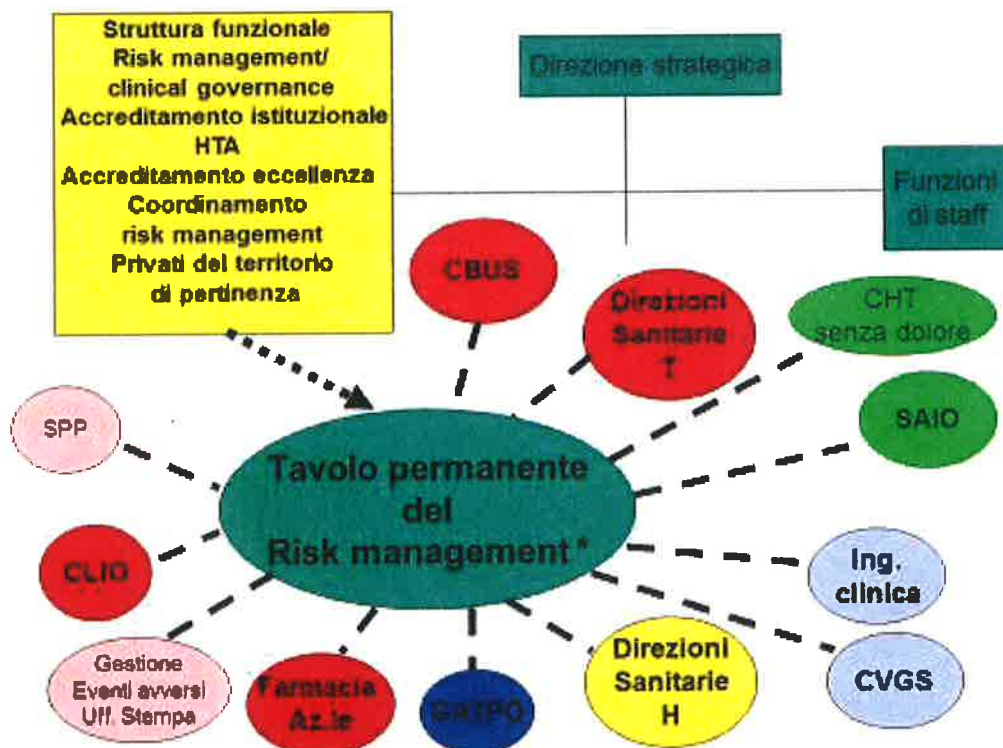 Struttura funzionale
Risk management/
clinical governance
Accreditamento istituzionale
HTA
Accreditamento eccellenza
Coordinamento
risk management
Privati del territorio
di pertinenza
Direzione strategica
Funzioni
di staff
CBUS
Direzioni
Sanitarie
T
CHT
senza dolore
SPP
SAIO
Tavolo permanente
del
Risk management *
CLIO
Ing.
clinica
Gestione
Eventi avversi
Uff. Stampa
Farmacia
Az.le
Direzioni
Sanitarie
H
CVGS